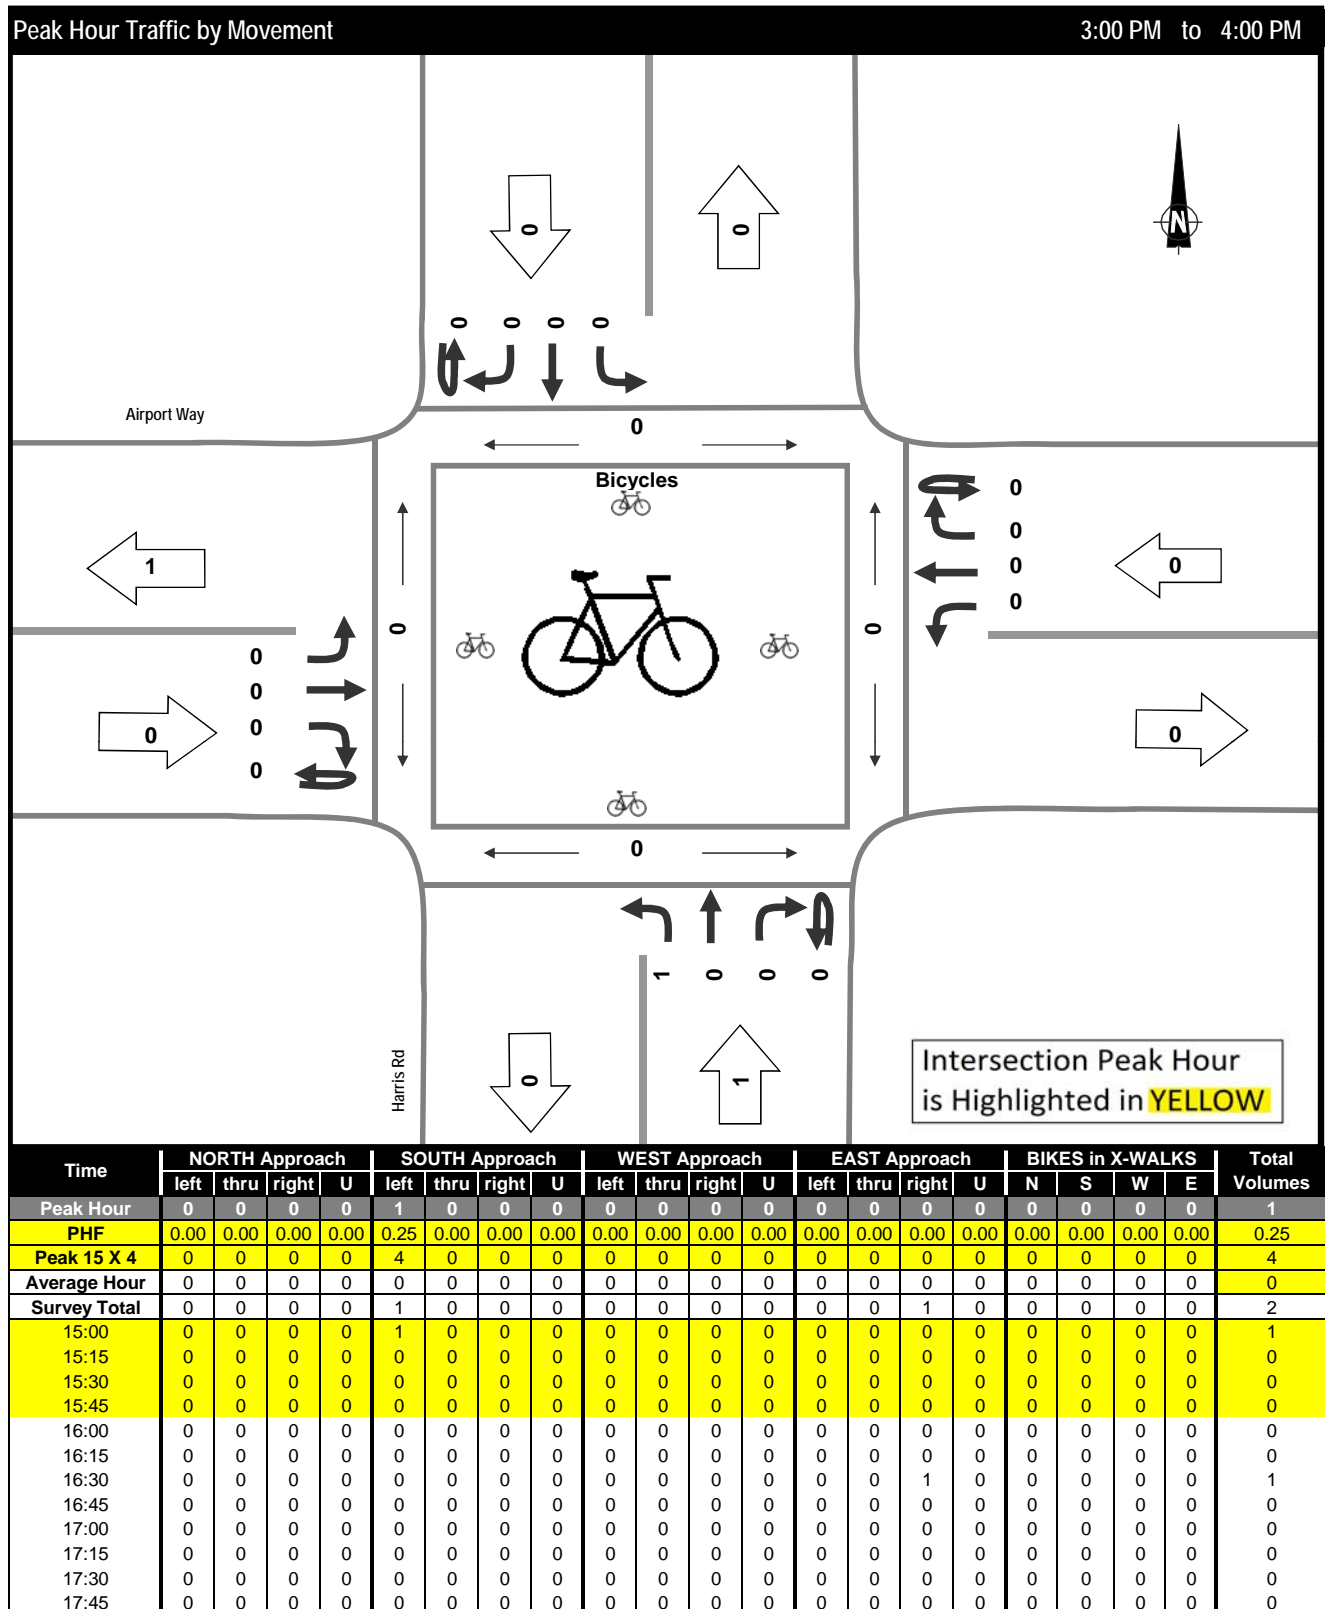 Peak Hour Traffic by Movement 3:00 PM to 4:00 PM
0 0
N
0 0 0 0
Airport Way
0
Bicycles
0
0
0
0
1
0
0
0
0
0
0
0
0
0
0
0
0
1 0 0 0
Harris Rd
0
1
Intersection Peak Hour
is Highlighted in YELLOW
Time NORTH Approach SOUTH Approach WEST Approach EAST Approach BIKES in X-WALKS Total
left thru right U left thru right U left thru right U left thru right U N S W E Volumes
Peak Hour 0 0 0 0 1 0 0 0 0 0 0 0 0 0 0 0 0 0 0 0 1
PHF 0.00 0.00 0.00 0.00 0.25 0.00 0.00 0.00 0.00 0.00 0.00 0.00 0.00 0.00 0.00 0.00 0.00 0.00 0.00 0.00 0.25
Peak 15 X 4 0 0 0 0 4 0 0 0 0 0 0 0 0 0 0 0 0 0 0 0 4
Average Hour 0 0 0 0 0 0 0 0 0 0 0 0 0 0 0 0 0 0 0 0 0
Survey Total 0 0 0 0 1 0 0 0 0 0 0 0 0 0 1 0 0 0 0 0 2
15:00 0 0 0 0 1 0 0 0 0 0 0 0 0 0 0 0 0 0 0 0 1
15:15 0 0 0 0 0 0 0 0 0 0 0 0 0 0 0 0 0 0 0 0 0
15:30 0 0 0 0 0 0 0 0 0 0 0 0 0 0 0 0 0 0 0 0 0
15:45 0 0 0 0 0 0 0 0 0 0 0 0 0 0 0 0 0 0 0 0 0
16:00 0 0 0 0 0 0 0 0 0 0 0 0 0 0 0 0 0 0 0 0 0
16:15 0 0 0 0 0 0 0 0 0 0 0 0 0 0 0 0 0 0 0 0 0
16:30 0 0 0 0 0 0 0 0 0 0 0 0 0 0 1 0 0 0 0 0 1
16:45 0 0 0 0 0 0 0 0 0 0 0 0 0 0 0 0 0 0 0 0 0
17:00 0 0 0 0 0 0 0 0 0 0 0 0 0 0 0 0 0 0 0 0 0
17:15 0 0 0 0 0 0 0 0 0 0 0 0 0 0 0 0 0 0 0 0 0
17:30 0 0 0 0 0 0 0 0 0 0 0 0 0 0 0 0 0 0 0 0 0
17:45 0 0 0 0 0 0 0 0 0 0 0 0 0 0 0 0 0 0 0 0 0